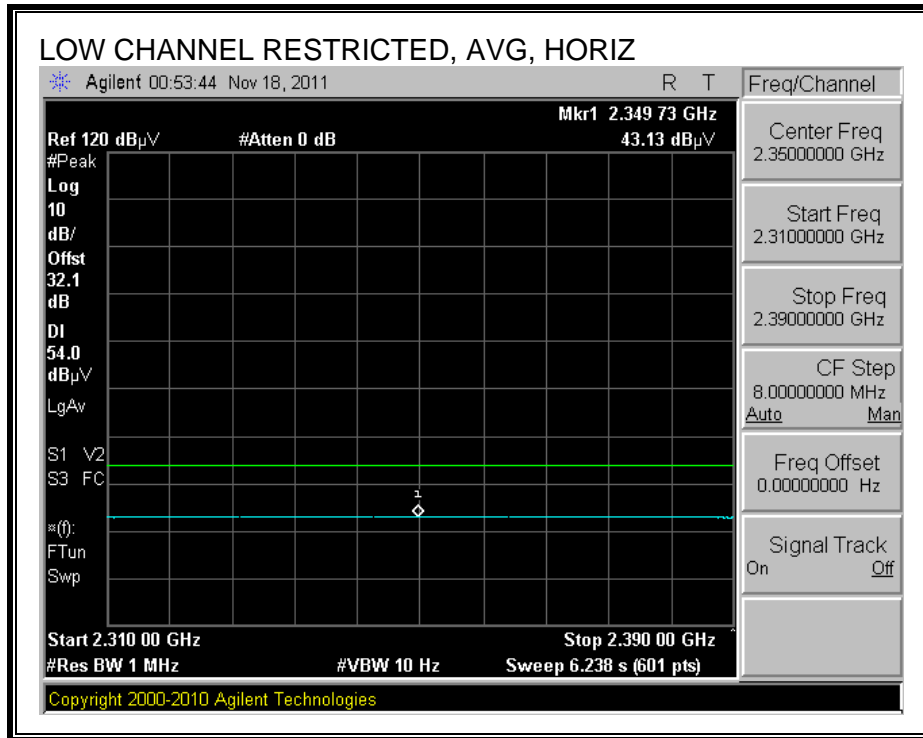 LOW CHANNEL RESTRICTED, AVG, HORIZ
Agilent 00:53:44 Nov 18, 2011
R T
Freq/Channel
Mkr1 2.349 73 GHz
Ref 120 dBµV
#Atten 0 dB
43.13 dBµV
#Peak
Log
10
dB/
Offst
32.1
dB
DI
54.0
dBµV
LgAv
S1 V2
S3 FC
¤(f):
FTun
Swp
1
Start 2.310 00 GHz
Stop 2.390 00 GHz
#Res BW 1 MHz
#VBW 10 Hz
Sweep 6.238 s (601 pts)
Center Freq
2.35000000 GHz
Start Freq
2.31000000 GHz
Stop Freq
2.39000000 GHz
CF Step
8.00000000 MHz
Auto Man
Freq Offset
0.00000000 Hz
Signal Track
On Off
Copyright 2000-2010 Agilent Technologies